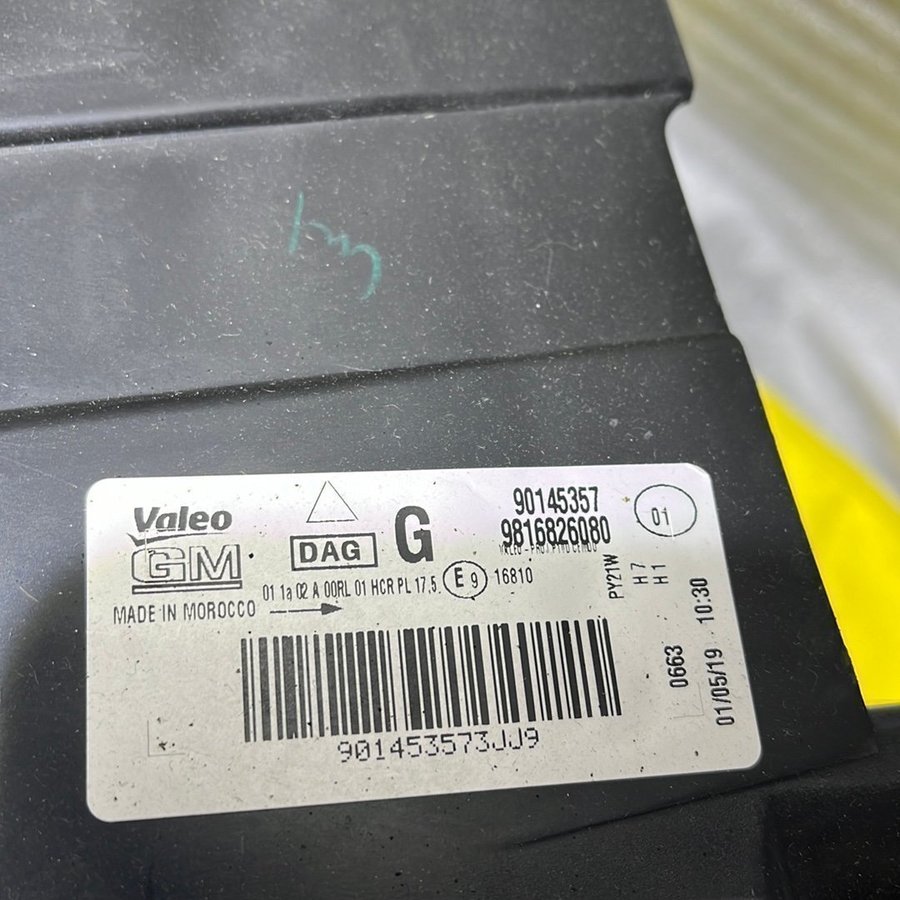 Valeo
GM
DAG
G
90145357
9816826080
01
01 1a 02 A 00RL 01 HCR PL 17.5
E9
16810
MADE IN MOROCCO
PY21W
H7
H1
0663
01/05/19 10:30
901453573JJ9